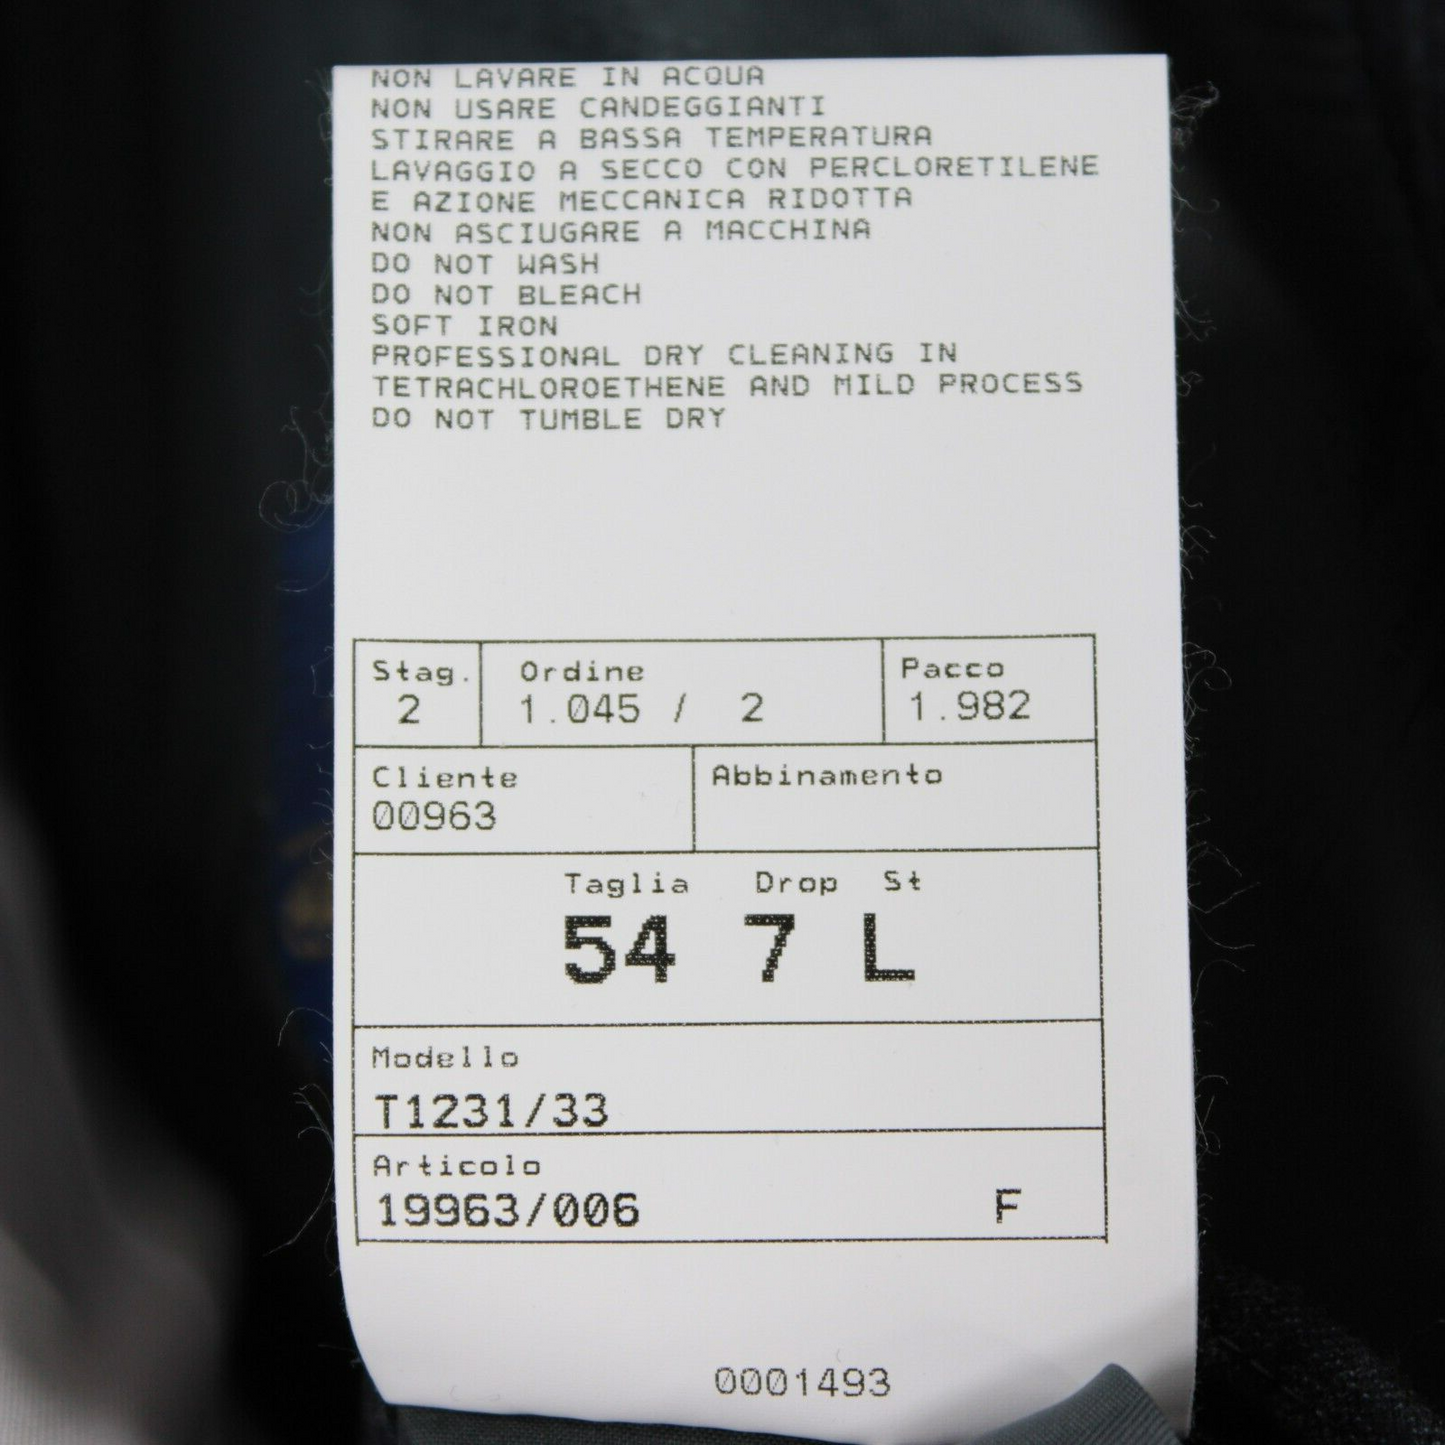 NON LAVARE IN ACQUA
NON USARE CANDEGGIANTI
STIRARE A BASSA TEMPERATURA
LAVAGGIO A SECCO CON PERCLORETILENE
E AZIONE MECCANICA RIDOTTA
NON ASCIUGARE A MACCHINA
DO NOT WASH
DO NOT BLEACH
SOFT IRON
PROFESSIONAL DRY CLEANING IN
TETRACHLOROETHENE AND MILD PROCESS
DO NOT TUMBLE DRY
Stag. Ordine Pacco
2 1.045 / 2 1.982
Cliente Abbinamento
00963
Taglia Drop St
54 7 L
Modello
T1231/33
Articolo
19963/006 F
0001493